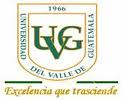 1966
UNIVERSIDAD DEL VALLE DE GUATEMALA
UVG
Excelencia que trasciende